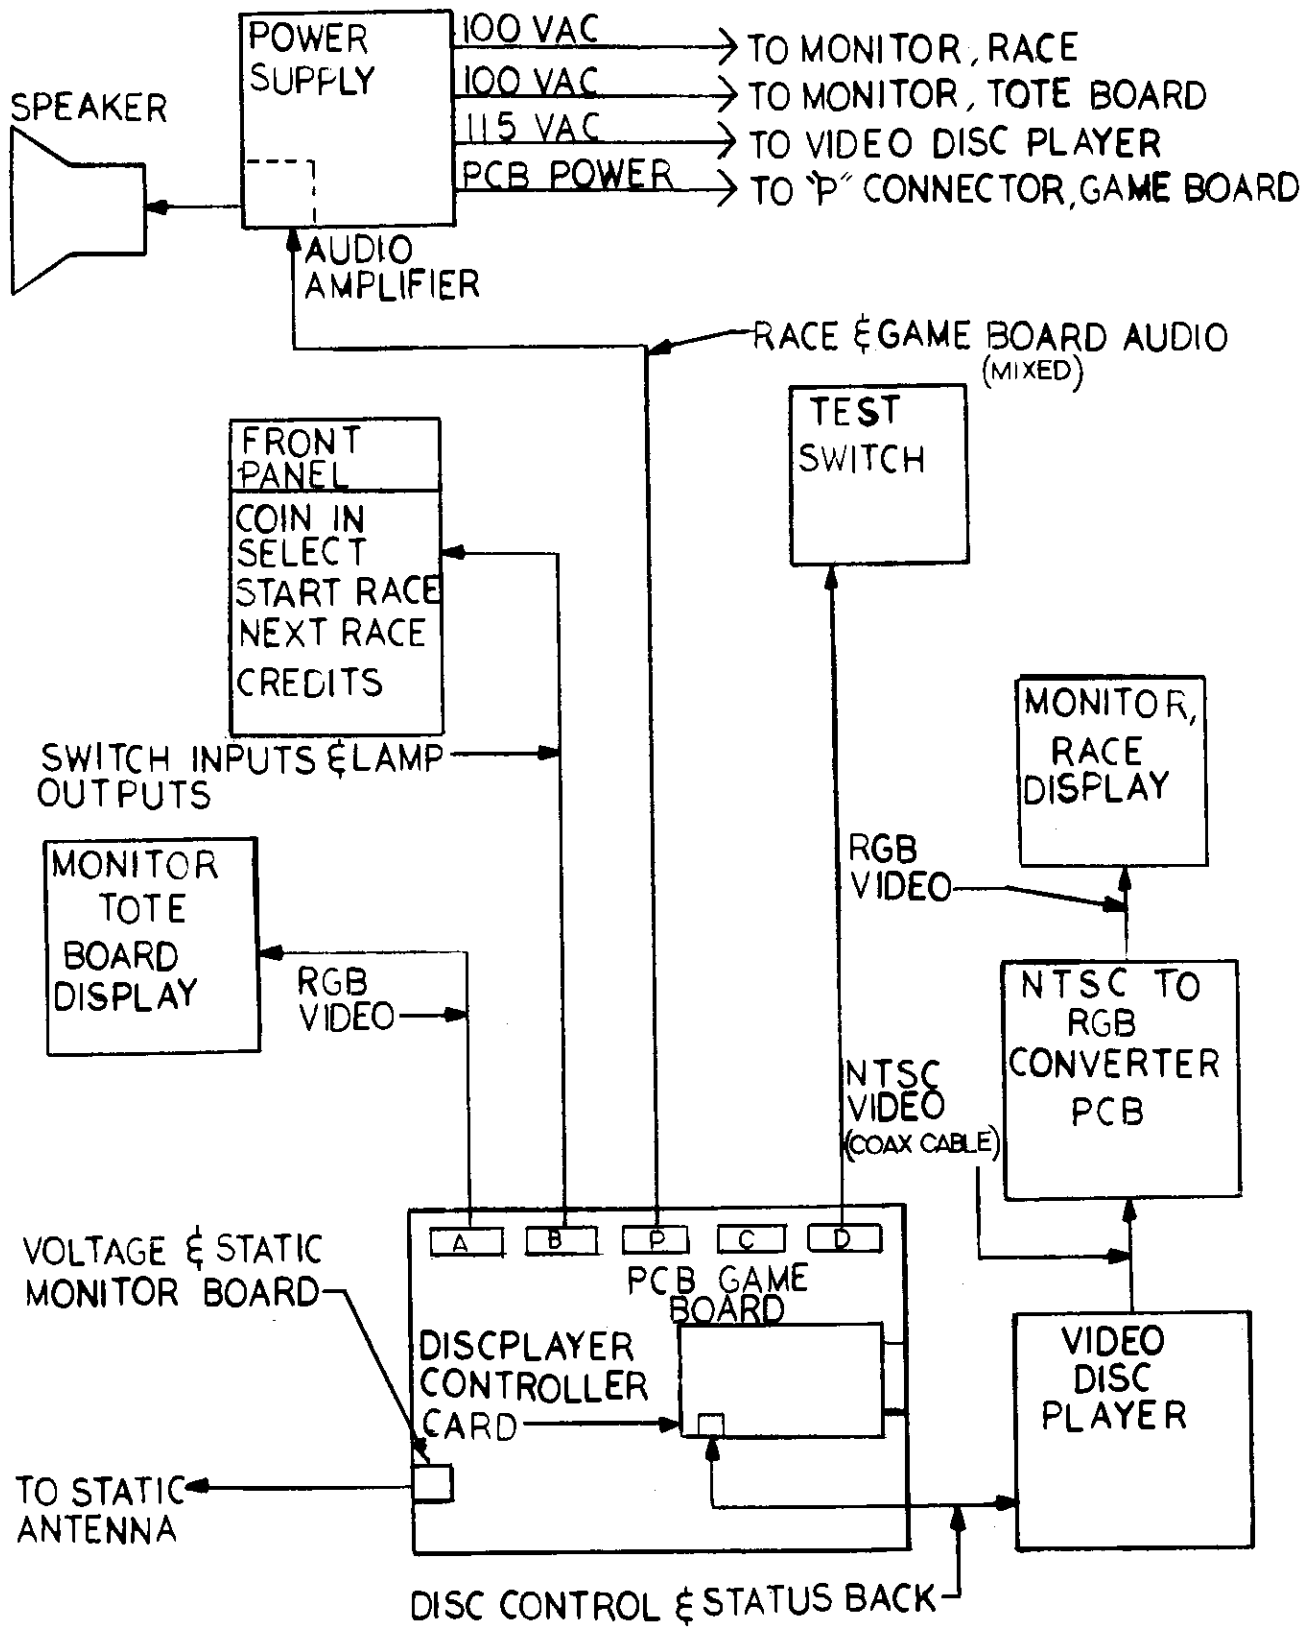 POWER
SUPPLY
100 VAC
TO MONITOR, RACE
100 VAC
TO MONITOR, TOTE BOARD
115 VAC
TO VIDEO DISC PLAYER
PCB POWER
TO "P" CONNECTOR, GAME BOARD
SPEAKER
AUDIO
AMPLIFIER
RACE & GAME BOARD AUDIO
(MIXED)
TEST
SWITCH
FRONT
PANEL
COIN IN
SELECT
START RACE
NEXT RACE
CREDITS
SWITCH INPUTS & LAMP
OUTPUTS
MONITOR,
RACE
DISPLAY
RGB
VIDEO
MONITOR
TOTE
BOARD
DISPLAY
RGB
VIDEO
NTSC TO
RGB
CONVERTER
PCB
NTSC
VIDEO
(COAX CABLE)
A
B
P
C
D
PCB GAME
BOARD
VOLTAGE & STATIC
MONITOR BOARD
DISCPLAYER
CONTROLLER
CARD
VIDEO
DISC
PLAYER
TO STATIC
ANTENNA
DISC CONTROL & STATUS BACK